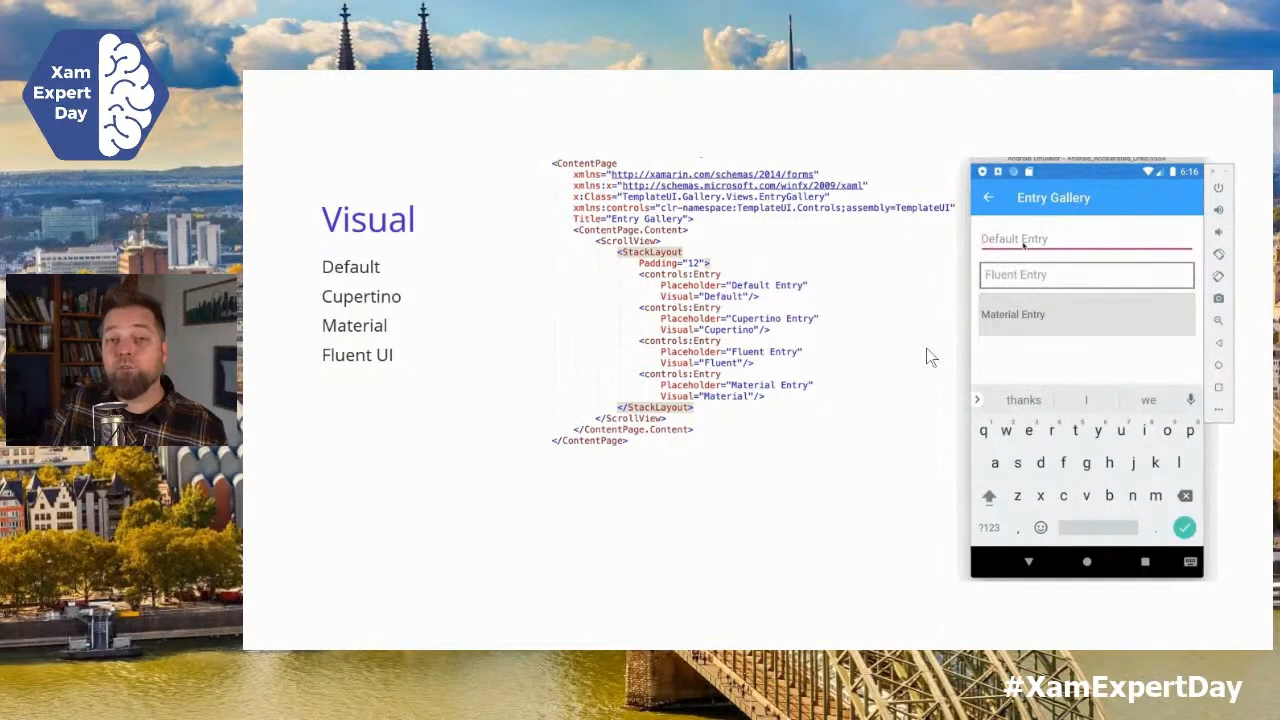 Xam
Expert
Day
Visual
Default
Cupertino
Material
Fluent UI
<ContentPage
xmlns="http://xamarin.com/schemas/2014/forms"
xmlns:x="http://schemas.microsoft.com/winfx/2009/xaml"
x:Class="TemplateUI.Gallery.Views.EntryGallery"
xmlns:controls="clr-namespace:TemplateUI.Controls;assembly=TemplateUI"
Title="Entry Gallery">
<ContentPage.Content>
<ScrollView>
<StackLayout
Padding="12">
<controls:Entry
Placeholder="Default Entry"
Visual="Default"/>
<controls:Entry
Placeholder="Cupertino Entry"
Visual="Cupertino"/>
<controls:Entry
Placeholder="Fluent Entry"
Visual="Fluent"/>
<controls:Entry
Placeholder="Material Entry"
Visual="Material"/>
</StackLayout>
</ScrollView>
</ContentPage.Content>
</ContentPage>
6:16
Entry Gallery
Default Entry
Fluent Entry
Material Entry
thanks I we
q w e r t y u i o p
a s d f g h j k l
z x c v b n m
?123 , .
#XamExpertDay